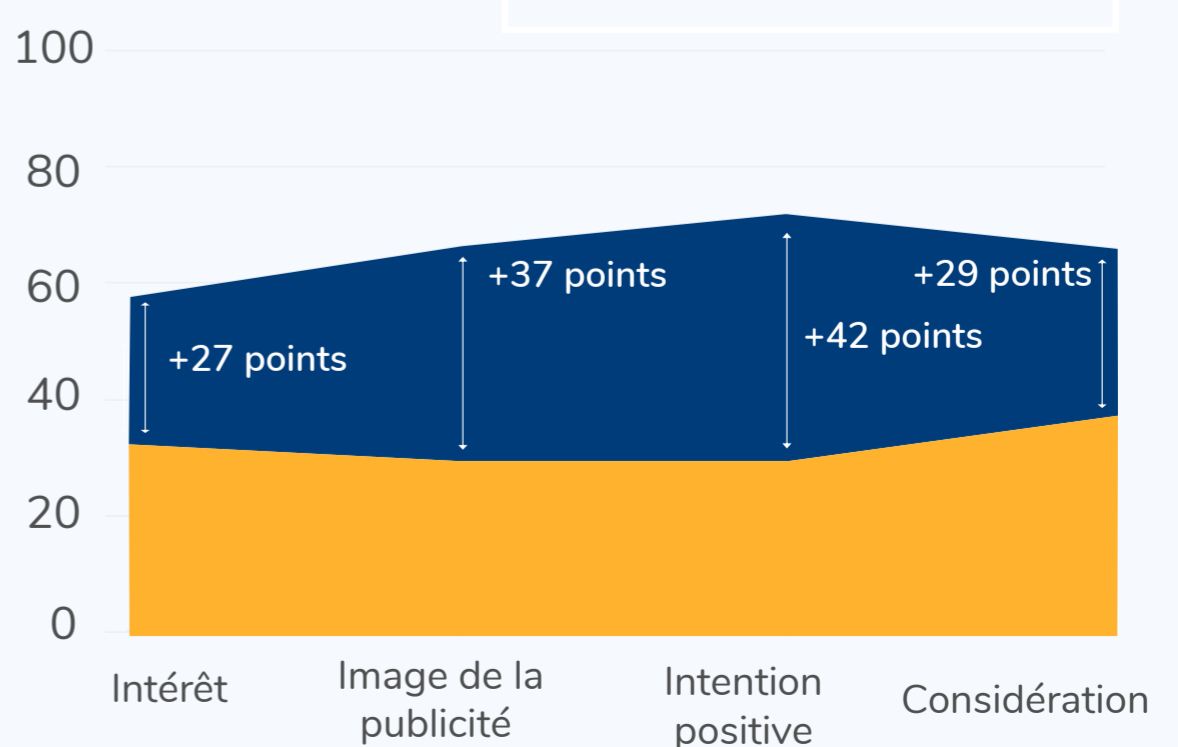 100
80
60
40
20
0
+27 points
+37 points
+42 points
+29 points
Intérêt
Image de la
publicité
Intention
positive
Considération